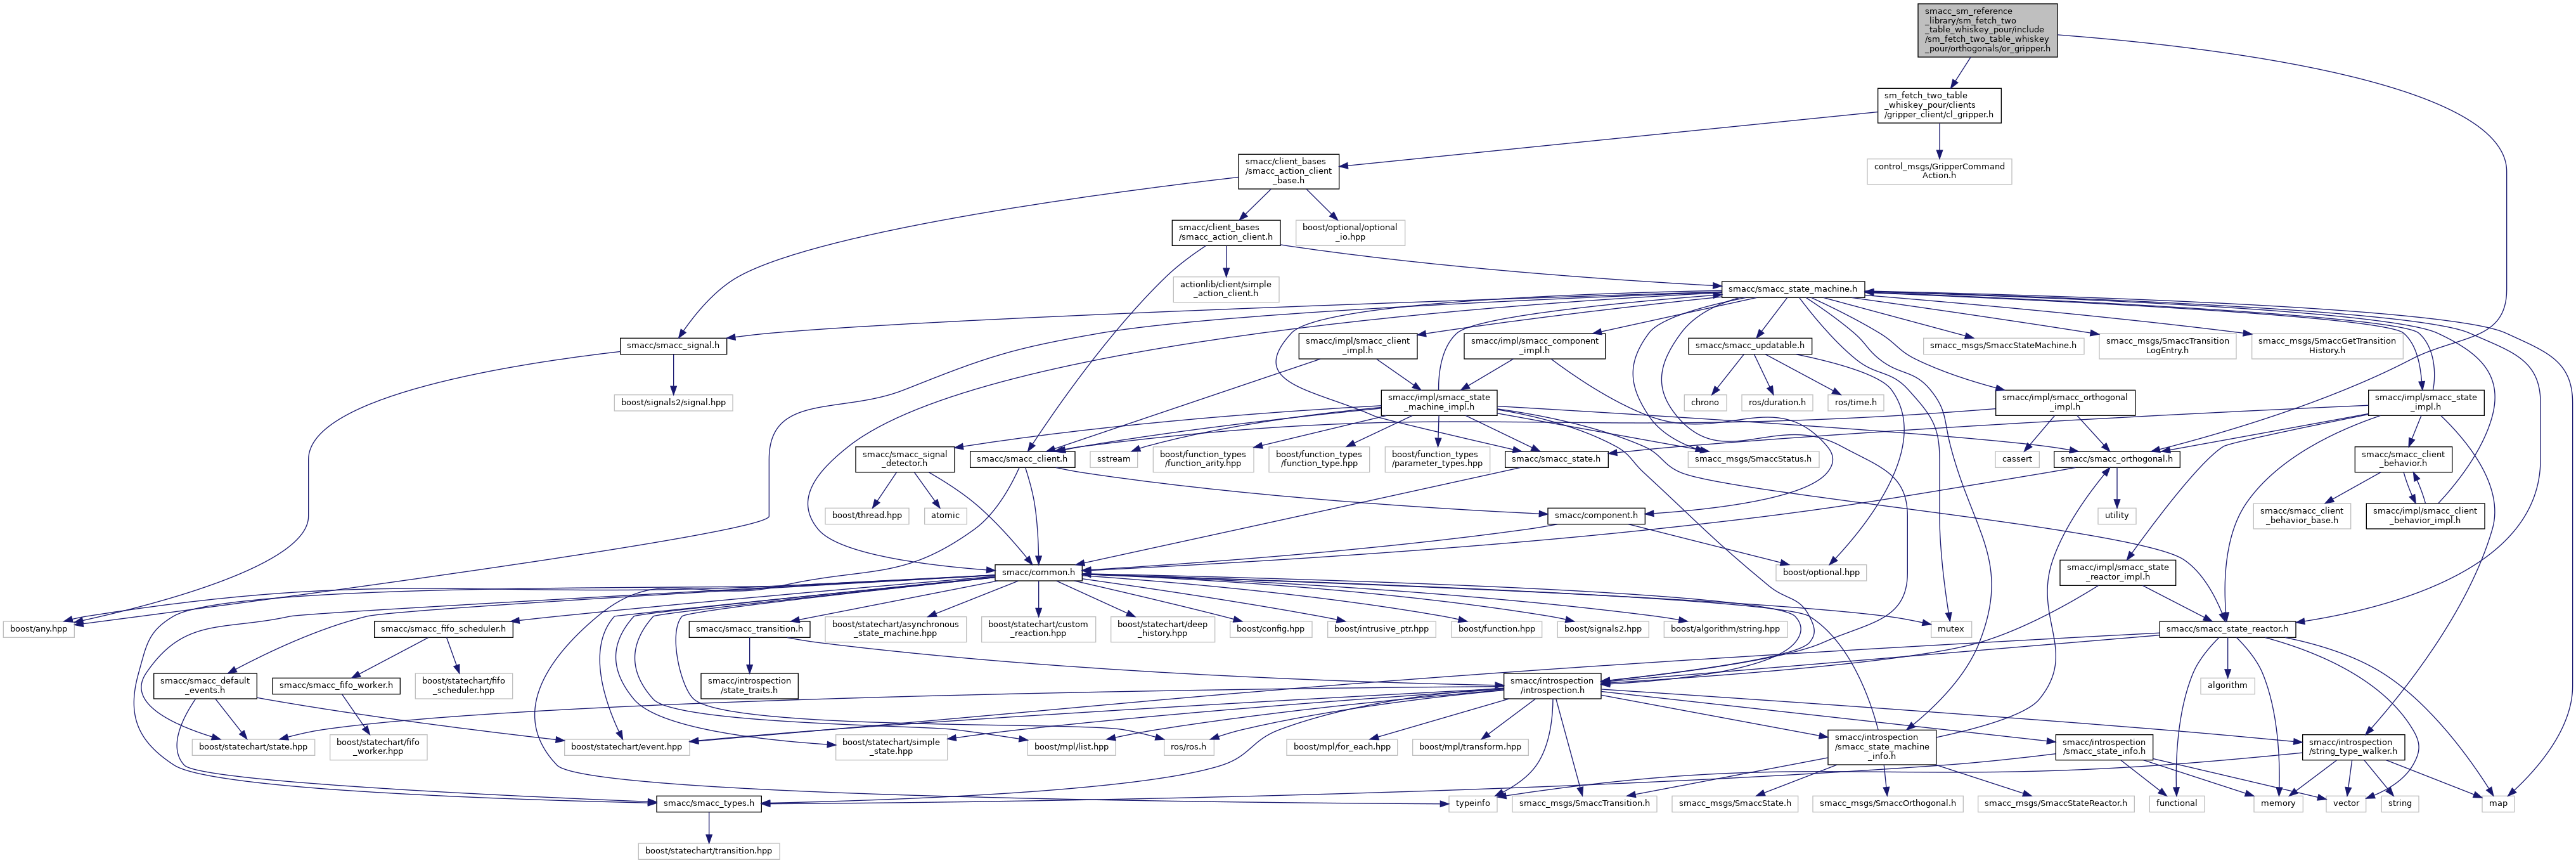 smacc_sm_reference
_library/sm_fetch_two
_table_whiskey_pour/include
/sm_fetch_two_table_whiskey
_pour/orthogonals/or_gripper.h
sm_fetch_two_table
_whiskey_pour/clients
/gripper_client/cl_gripper.h
smacc/client_bases
/smacc_action_client
_base.h
control_msgs/GripperCommand
Action.h
smacc/client_bases
/smacc_action_client.h
boost/optional/optional
_io.hpp
actionlib/client/simple
_action_client.h
smacc/smacc_state_machine.h
smacc/smacc_signal.h
smacc/impl/smacc_client
_impl.h
smacc/impl/smacc_component
_impl.h
smacc/smacc_updatable.h
smacc_msgs/SmaccStateMachine.h
smacc_msgs/SmaccTransition
LogEntry.h
smacc_msgs/SmaccGetTransition
History.h
boost/signals2/signal.hpp
smacc/impl/smacc_state
_machine_impl.h
chrono
ros/duration.h
ros/time.h
smacc/impl/smacc_orthogonal
_impl.h
smacc/impl/smacc_state
_impl.h
smacc/smacc_signal
_detector.h
smacc/smacc_client.h
sstream
boost/function_types
/function_arity.hpp
boost/function_types
/function_type.hpp
boost/function_types
/parameter_types.hpp
smacc/smacc_state.h
smacc_msgs/SmaccStatus.h
cassert
smacc/smacc_orthogonal.h
smacc/smacc_client
_behavior.h
boost/thread.hpp
atomic
smacc/component.h
utility
smacc/smacc_client
_behavior_base.h
smacc/impl/smacc_client
_behavior_impl.h
smacc/common.h
boost/optional.hpp
smacc/impl/smacc_state
_reactor_impl.h
boost/any.hpp
smacc/smacc_fifo_scheduler.h
smacc/smacc_transition.h
boost/statechart/asynchronous
_state_machine.hpp
boost/statechart/custom
_reaction.hpp
boost/statechart/deep
_history.hpp
boost/config.hpp
boost/intrusive_ptr.hpp
boost/function.hpp
boost/signals2.hpp
boost/algorithm/string.hpp
mutex
smacc/smacc_state_reactor.h
smacc/smacc_default
_events.h
smacc/smacc_fifo_worker.h
boost/statechart/fifo
_scheduler.hpp
smacc/introspection
/state_traits.h
smacc/introspection
/introspection.h
algorithm
boost/statechart/state.hpp
boost/statechart/fifo
_worker.hpp
boost/statechart/event.hpp
boost/statechart/simple
_state.hpp
boost/mpl/list.hpp
ros/ros.h
boost/mpl/for_each.hpp
boost/mpl/transform.hpp
smacc/introspection
/smacc_state_machine
_info.h
smacc/introspection
/smacc_state_info.h
smacc/introspection
/string_type_walker.h
smacc/smacc_types.h
typeinfo
smacc_msgs/SmaccTransition.h
smacc_msgs/SmaccState.h
smacc_msgs/SmaccOrthogonal.h
smacc_msgs/SmaccStateReactor.h
functional
memory
vector
string
map
boost/statechart/transition.hpp